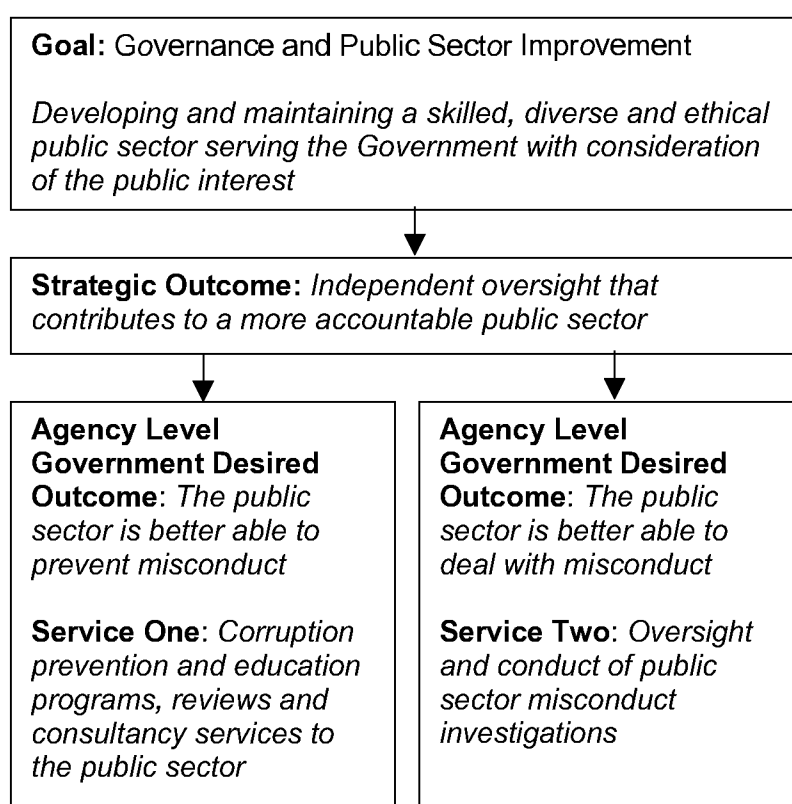 Goal: Governance and Public Sector Improvement
Developing and maintaining a skilled, diverse and ethical
public sector serving the Government with consideration
of the public interest
Strategic Outcome: Independent oversight that
contributes to a more accountable public sector
Agency Level
Government Desired
Outcome: The public
sector is better able to
prevent misconduct
Service One: Corruption
prevention and education
programs, reviews and
consultancy services to
the public sector
Agency Level
Government Desired
Outcome: The public
sector is better able to
deal with misconduct
Service Two: Oversight
and conduct of public
sector misconduct
investigations